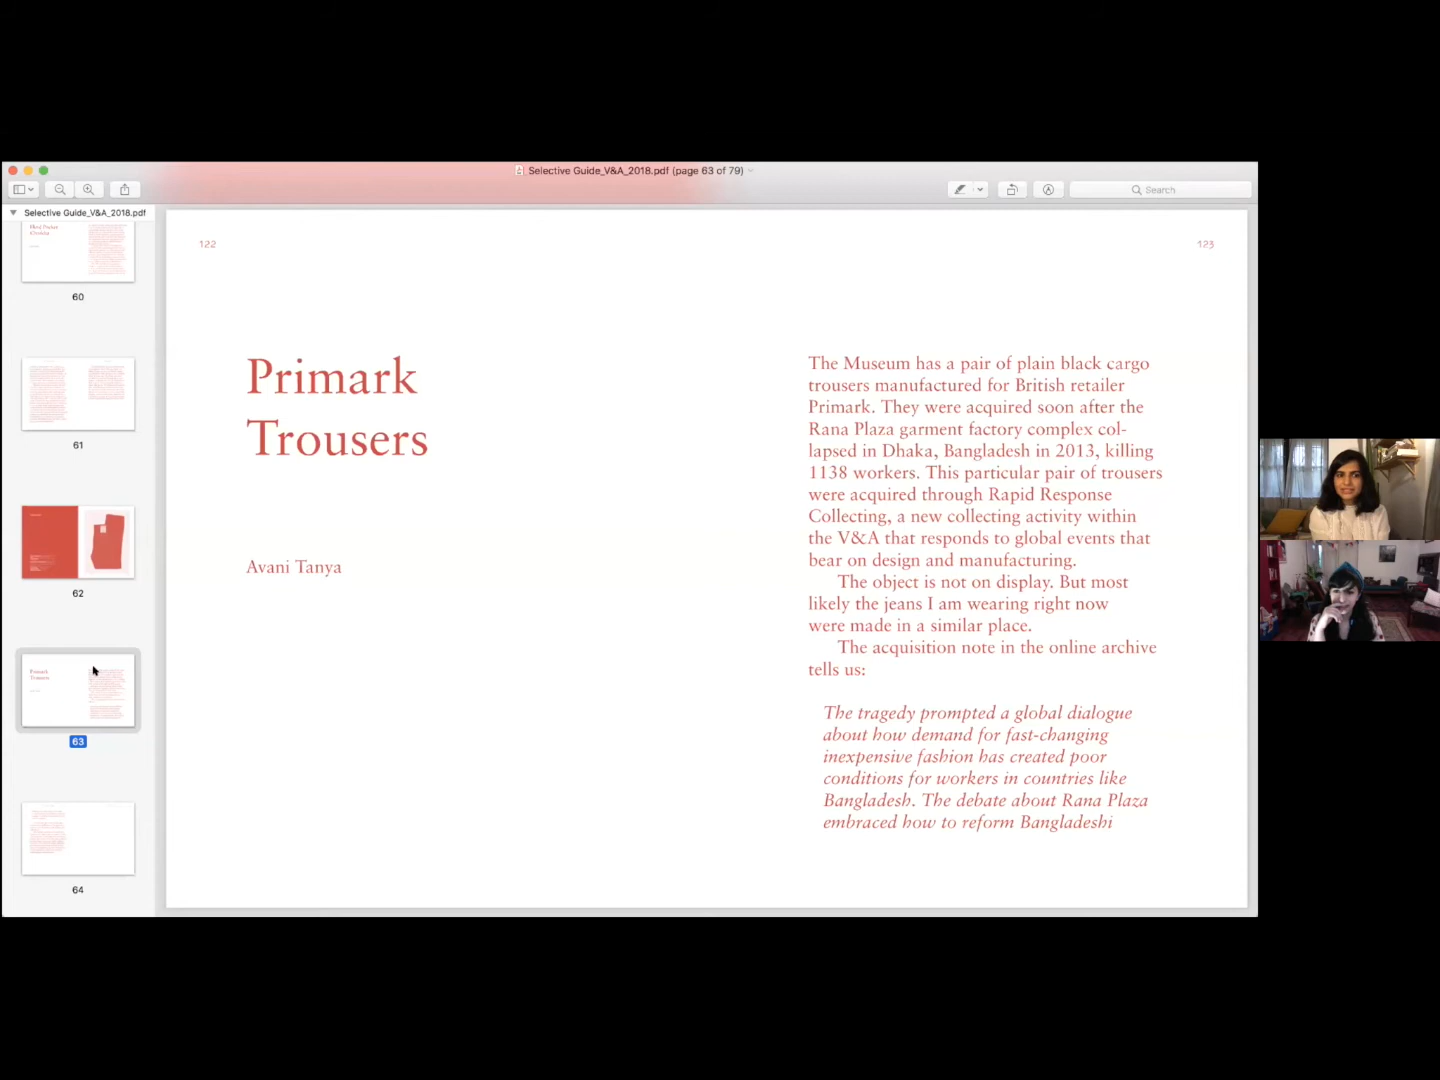 Selective Guide_V&A_2018.pdf (page 63 of 79)
Search
Selective Guide_V&A_2018.pdf
60
61
62
63
64
122
123
Primark
Trousers
Avani Tanya
The Museum has a pair of plain black cargo
trousers manufactured for British retailer
Primark. They were acquired soon after the
Rana Plaza garment factory complex col-
lapsed in Dhaka, Bangladesh in 2013, killing
1138 workers. This particular pair of trousers
were acquired through Rapid Response
Collecting, a new collecting activity within
the V&A that responds to global events that
bear on design and manufacturing.
The object is not on display. But most
likely the jeans I am wearing right now
were made in a similar place.
The acquisition note in the online archive
tells us:
The tragedy prompted a global dialogue
about how demand for fast-changing
inexpensive fashion has created poor
conditions for workers in countries like
Bangladesh. The debate about Rana Plaza
embraced how to reform Bangladeshi